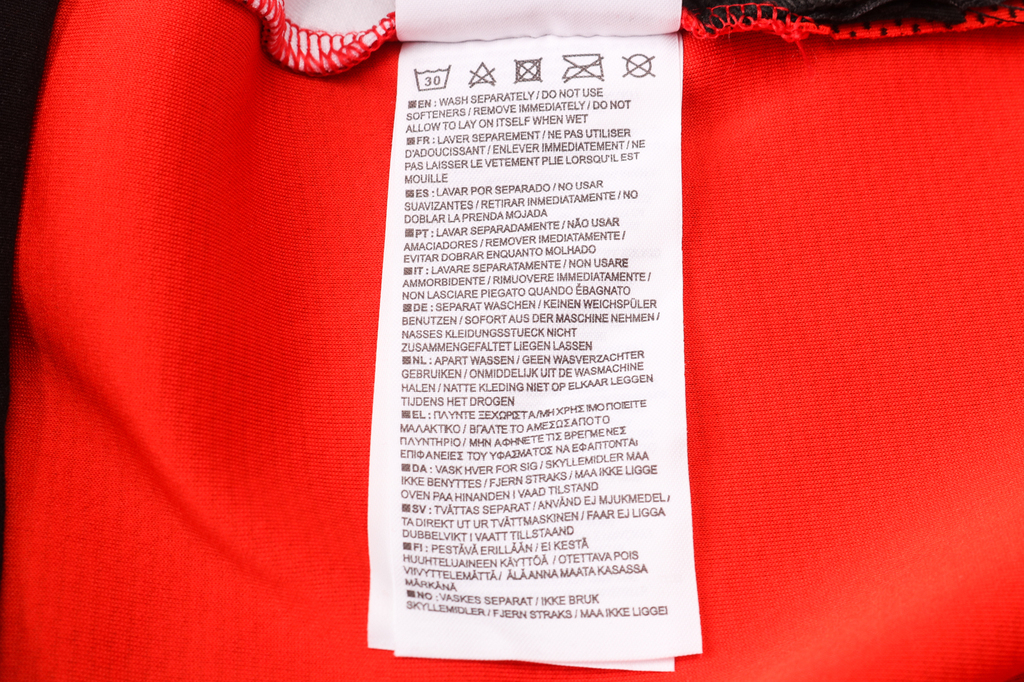 30
EN : WASH SEPARATELY / DO NOT USE
SOFTENERS / REMOVE IMMEDIATELY / DO NOT
ALLOW TO LAY ON ITSELF WHEN WET
FR : LAVER SEPAREMENT / NE PAS UTILISER
D'ADOUCISSANT / ENLEVER IMMEDIATEMENT / NE
PAS LAISSER LE VETEMENT PLIE LORSQU'IL EST
MOUILLE
ES : LAVAR POR SEPARADO / NO USAR
SUAVIZANTES / RETIRAR INMEDIATAMENTE / NO
DOBLAR LA PRENDA MOJADA
PT : LAVAR SEPARADAMENTE / NÃO USAR
AMACIADORES / REMOVER IMEDIATAMENTE /
EVITAR DOBRAR ENQUANTO MOLHADO
IT : LAVARE SEPARATAMENTE / NON USARE
AMMORBIDENTE / RIMUOVERE IMMEDIATAMENTE /
NON LASCIARE PIEGATO QUANDO ÊBAGNATO
DE : SEPARAT WASCHEN / KEINEN WEICHSPÜLER
BENUTZEN / SOFORT AUS DER MASCHINE NEHMEN /
NASSES KLEIDUNGSSTUECK NICHT
ZUSAMMENGEFALTET LIEGEN LASSEN
NL : APART WASSEN / GEEN WASVERZACHTER
GEBRUIKEN / ONMIDDELIJK UIT DE WASMACHINE
HALEN / NATTE KLEDING NIET OP ELKAAR LEGGEN
TIJDENS HET DROGEN
EL : ΠΛΥΝΤΕ ΞΕΧΩΡΙΣΤΑ/ΜΗ ΧΡΗΣΙΜΟΠΟΙΕΙΤΕ
ΜΑΛΑΚΤΙΚΟ / ΒΓΑΛΤΕ ΤΟ ΑΜΕΣΩΣΑΠΟ ΤΟ
ΠΛΥΝΤΗΡΙΟ / ΜΗΝ ΑΦΗΝΕΤΕ ΤΙΣ ΒΡΕΓΜΕΝΕΣ
ΕΠΙΦΑΝΕΙΕΣ ΤΟΥ ΥΦΑΣΜΑΤΟΣ ΝΑ ΕΦΑΠΤΟΝΤΑΙ
DA : VASK HVER FOR SIG / SKYLLEMIDLER MAA
IKKE BENYTTES / FJERN STRAKS / MAA IKKE LIGGE
OVEN PAA HINANDEN I VAAD TILSTAND
SV : TVÄTTAS SEPARAT / ANVÄND EJ MJUKMEDEL /
TA DIREKT UT UR TVÄTTMASKINEN / FAAR EJ LIGGA
DUBBELVIKT I VAATT TILLSTAAND
FI : PESTÄVÄ ERILLÄÄN / EI KESTÄ
HUUHTELUAINEEN KÄYTTÖÄ / OTETTAVA POIS
VIIVYTTELEMÄTTÄ / ÄLÄ ANNA MAATA KASASSA
MÄRKÄNÄ
NO : VASKES SEPARAT / IKKE BRUK
SKYLLEMIDLER / FJERN STRAKS / MAA IKKE LIGGE